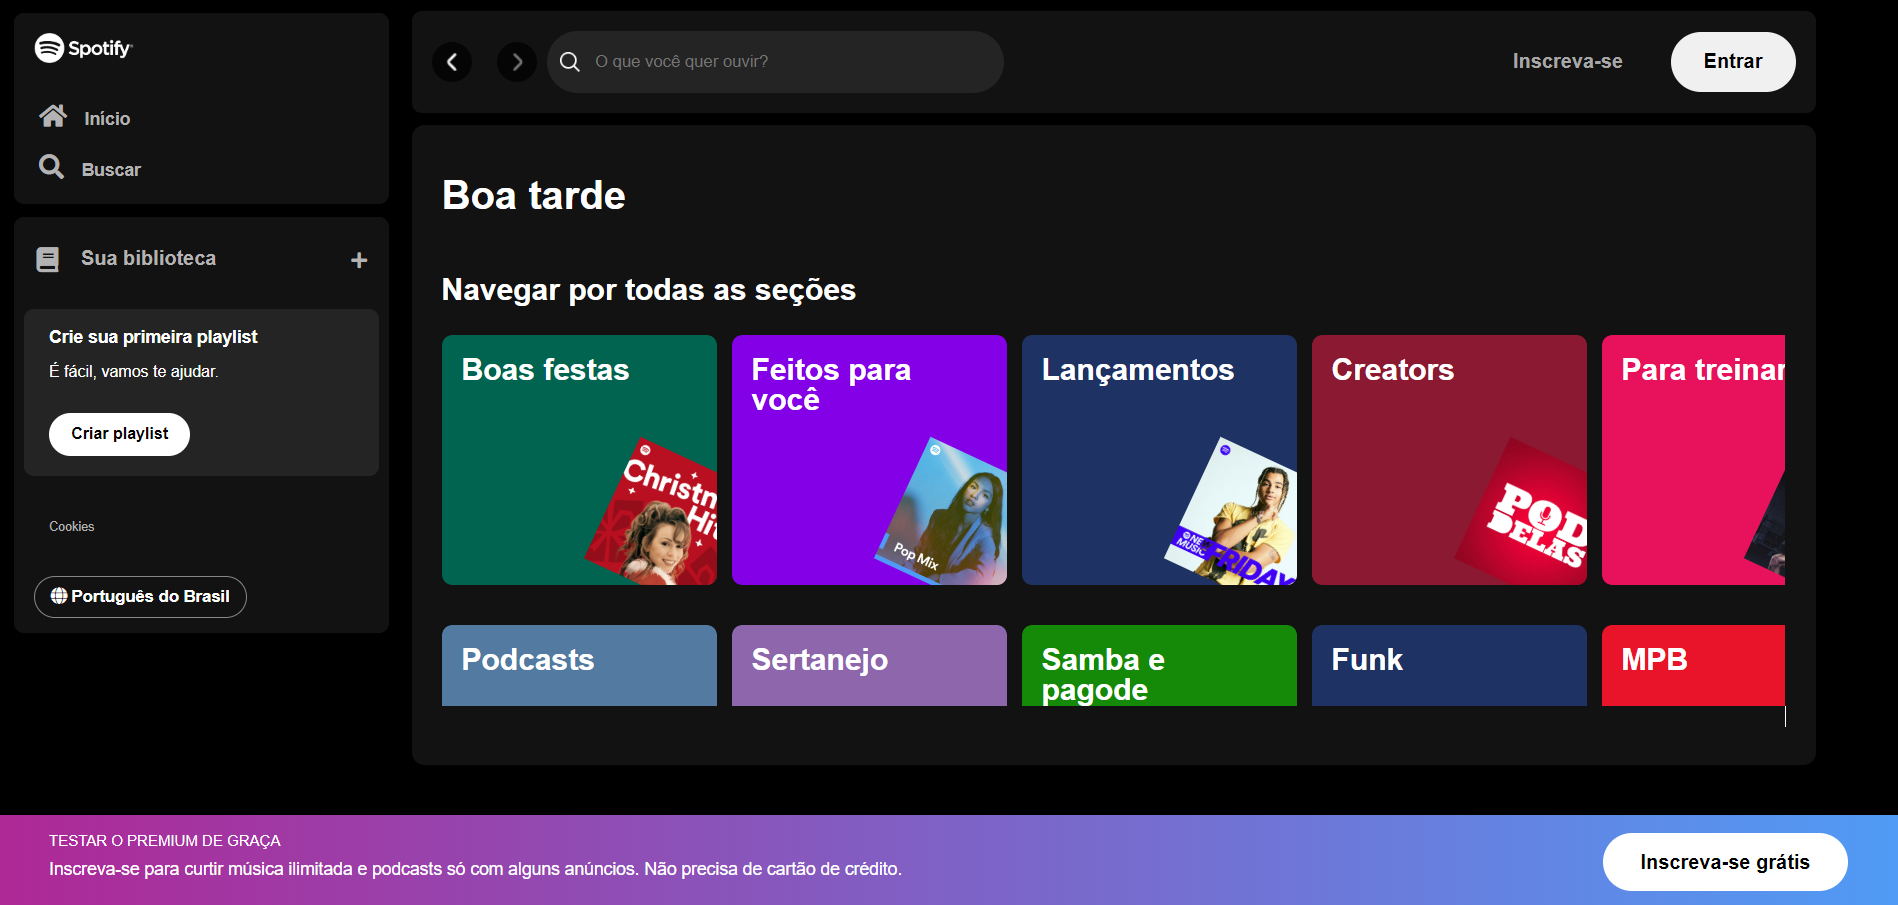 Spotify
Início
Buscar
Sua biblioteca
Crie sua primeira playlist
É fácil, vamos te ajudar.
Criar playlist
Cookies
Português do Brasil
O que você quer ouvir?
Inscreva-se
Entrar
Boa tarde
Navegar por todas as seções
Boas festas
Christm
Hit
Feitos para
você
Pop Mix
Lançamentos
NE
MUSIC
FRIDAY
Creators
POD
DELAS
Para treinar
Podcasts
Sertanejo
Samba e
pagode
Funk
MPB
TESTAR O PREMIUM DE GRAÇA
Inscreva-se para curtir música ilimitada e podcasts só com alguns anúncios. Não precisa de cartão de crédito.
Inscreva-se grátis